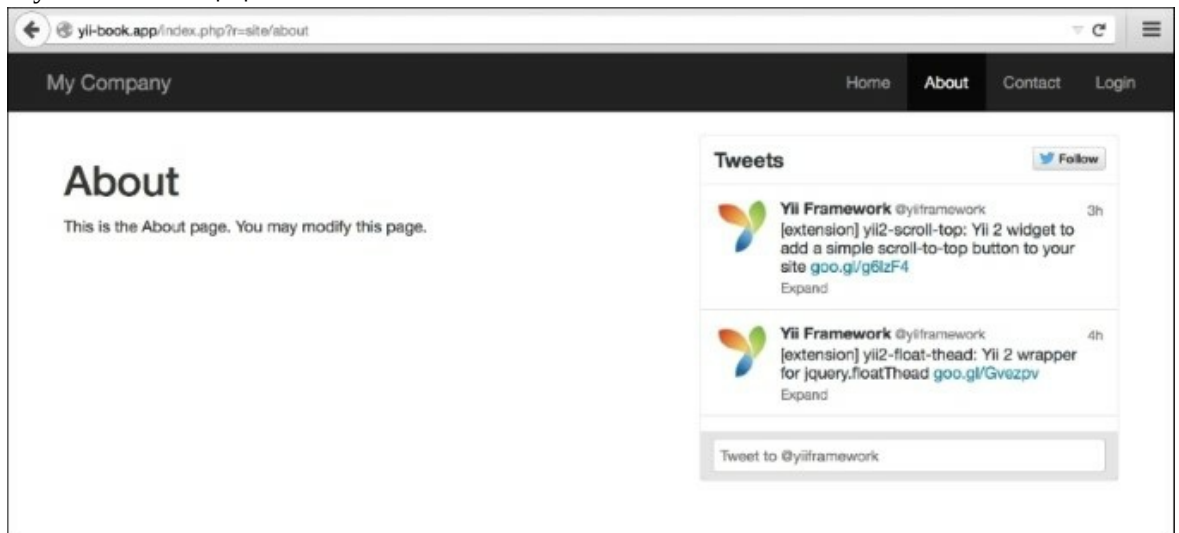 yii-book.app/index.php?r=site/about
My Company
Home About Contact Login
About
This is the About page. You may modify this page.
Tweets
Follow
Yii Framework @yiiframework 3h
[extension] yii2-scroll-top: Yii 2 widget to
add a simple scroll-to-top button to your
site goo.gl/g6IzF4
Expand
Yii Framework @yiiframework 4h
[extension] yii2-float-thead: Yii 2 wrapper
for jquery.floatThead goo.gl/Gvezpv
Expand
Tweet to @yiiframework